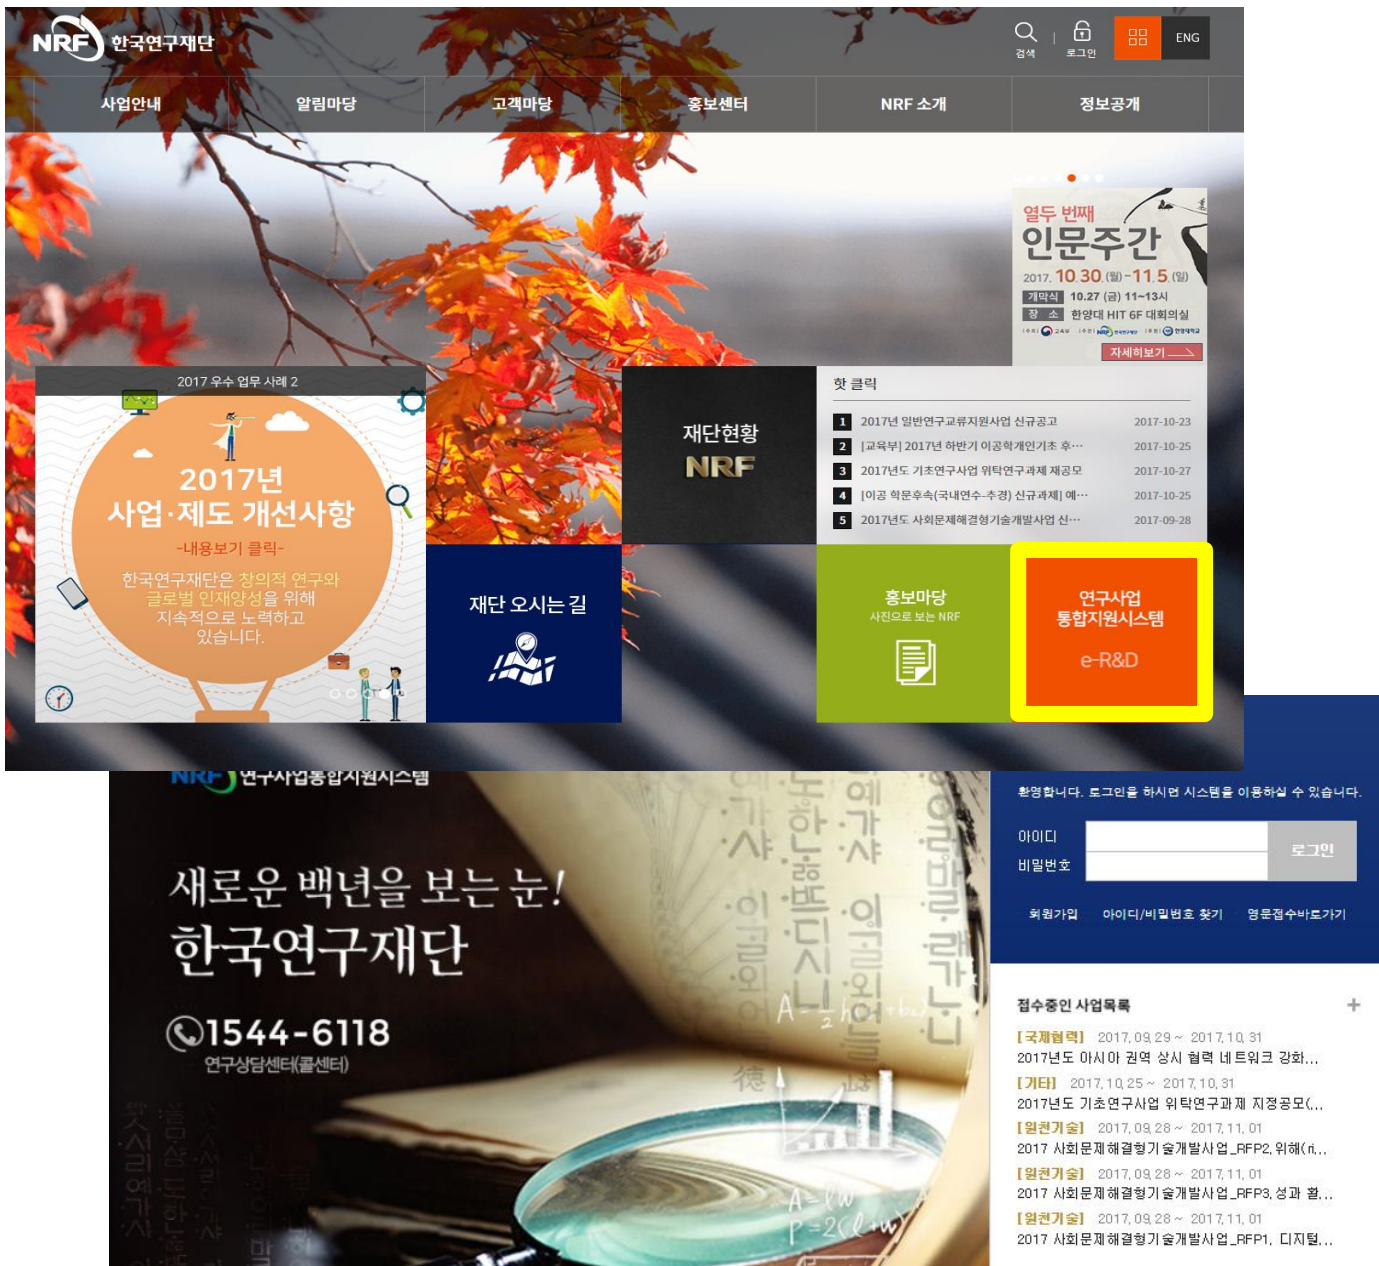 NRF 한국연구재단
검색
로그인
ENG
사업안내
알림마당
고객마당
홍보센터
NRF 소개
정보공개
열두 번째
인문주간
2017. 10.30.(월)-11.5.(일)
개막식 10.27 (금) 11~13시
장 소 한양대 HIT 6F 대회의실
자세히보기
2017 우수 업무 사례 2
2017년
사업·제도 개선사항
-내용보기 클릭-
한국연구재단은 창의적 연구와
글로벌 인재양성을 위해
지속적으로 노력하고
있습니다.
재단현황
NRF
핫 클릭
1 2017년 일반연구교류지원사업 신규공고 2017-10-23
2 [교육부] 2017년 하반기 이공학개인기초 후… 2017-10-25
3 2017년도 기초연구사업 위탁연구과제 재공모 2017-10-27
4 [이공 학문후속(국내연수-추경) 신규과제] 예… 2017-10-25
5 2017년도 사회문제해결형기술개발사업 신… 2017-09-28
재단 오시는 길
홍보마당
사진으로 보는 NRF
연구사업
통합지원시스템
e-R&D
NRF 연구사업통합지원시스템
새로운 백년을 보는 눈!
한국연구재단
1544-6118
연구상담센터(콜센터)
환영합니다. 로그인을 하시면 시스템을 이용하실 수 있습니다.
아이디
비밀번호
로그인
회원가입 아이디/비밀번호 찾기 영문접수바로가기
접수중인 사업목록 +
[국제협력] 2017.09.29 ~ 2017.10.31
2017년도 아시아 권역 상시 협력 네트워크 강화...
[기타] 2017.10.25 ~ 2017.10.31
2017년도 기초연구사업 위탁연구과제 지정공모(...
[원천기술] 2017.09.28 ~ 2017.11.01
2017 사회문제해결형기술개발사업_RFP2.위해(ri...
[원천기술] 2017.09.28 ~ 2017.11.01
2017 사회문제해결형기술개발사업_RFP3.성과 활...
[원천기술] 2017.09.28 ~ 2017.11.01
2017 사회문제해결형기술개발사업_RFP1. 디지털...